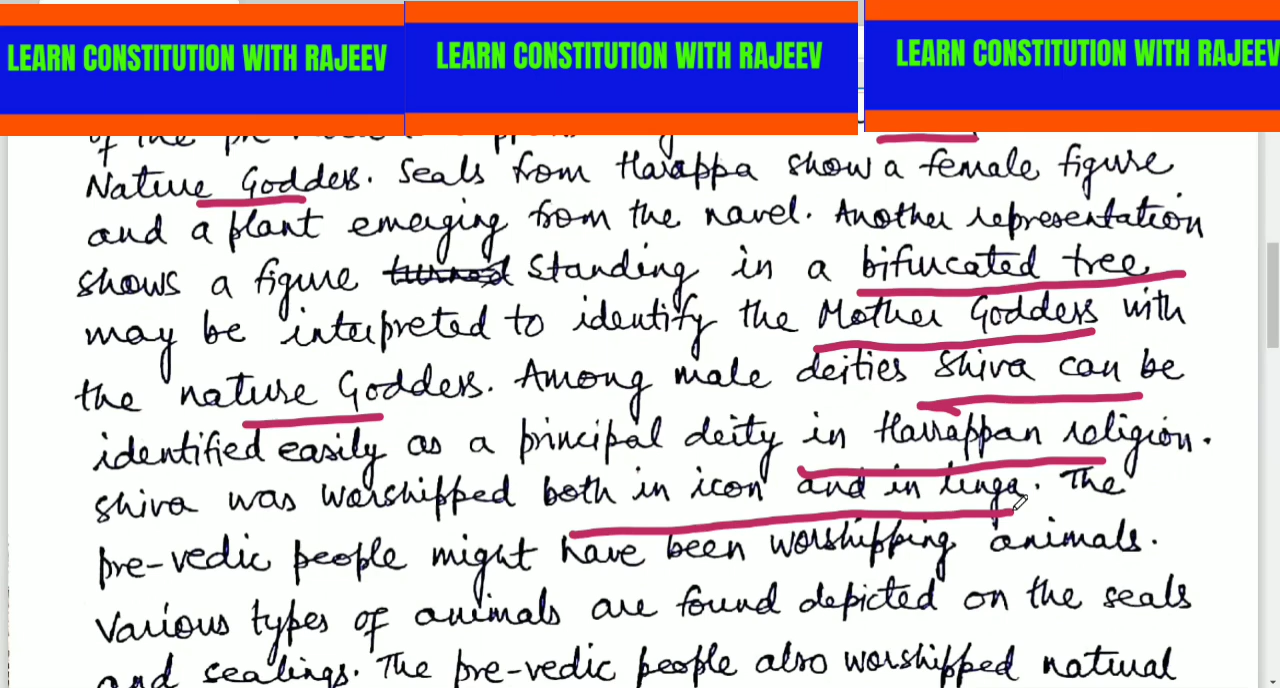 LEARN CONSTITUTION WITH RAJEEV LEARN CONSTITUTION WITH RAJEEV LEARN CONSTITUTION WITH RAJEEV
of the
Nature Goddess. Seals from Harappa show a female figure
and a plant emerging from the navel. Another representation
shows a figure turned standing in a bifurcated tree
may be interpreted to identify the Mother Goddess with
the nature Goddess. Among male deities Shiva can be
identified easily as a principal deity in Harappan religion.
Shiva was worshipped both in icon and in linga. The
pre-vedic people might have been worshipping animals.
Various types of animals are found depicted on the seals
and sealings. The pre-vedic people also worshipped natural